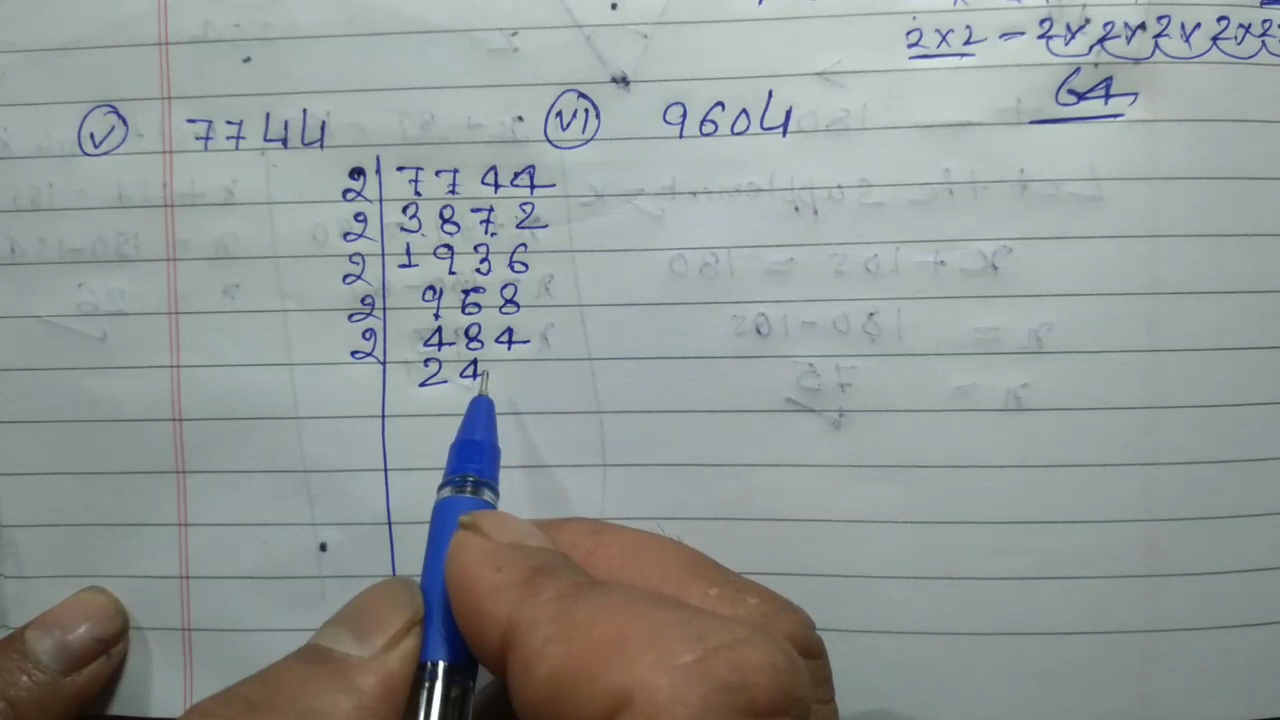 2×2 - 2×2×2×2×2
64
(V) 7744 (VI) 9604
2 | 7744
2 | 3872
2 | 1936
2 | 968
2 | 484
24